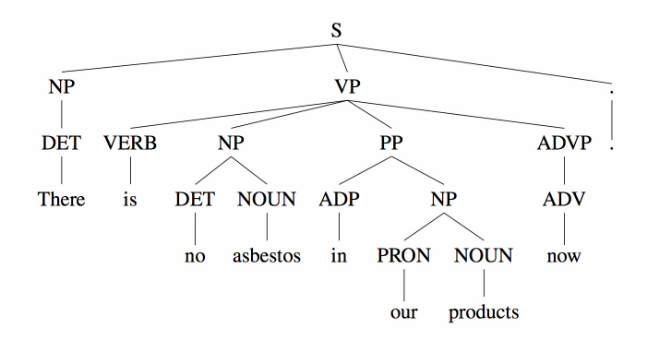 S
NP VP .
DET VERB NP PP ADVP .
There is DET NOUN ADP NP ADV
no asbestos in PRON NOUN now
our products